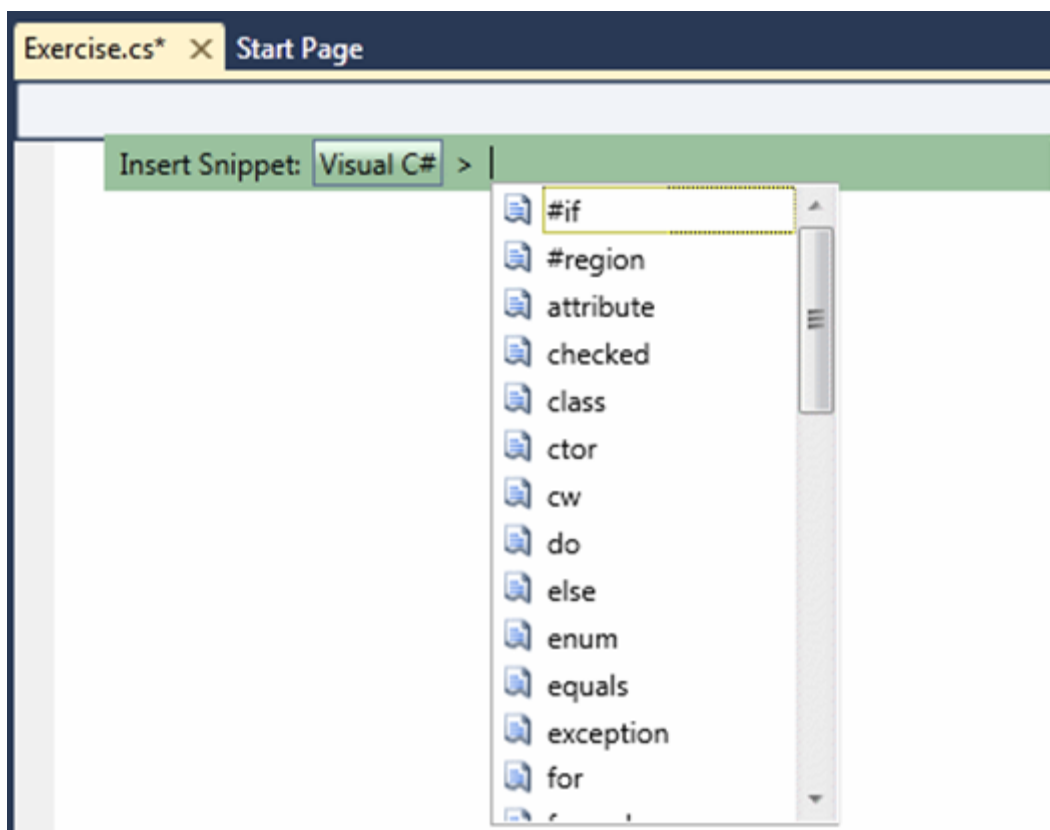 Exercise.cs* Start Page
Insert Snippet: Visual C# >
#if
#region
attribute
checked
class
ctor
cw
do
else
enum
equals
exception
for